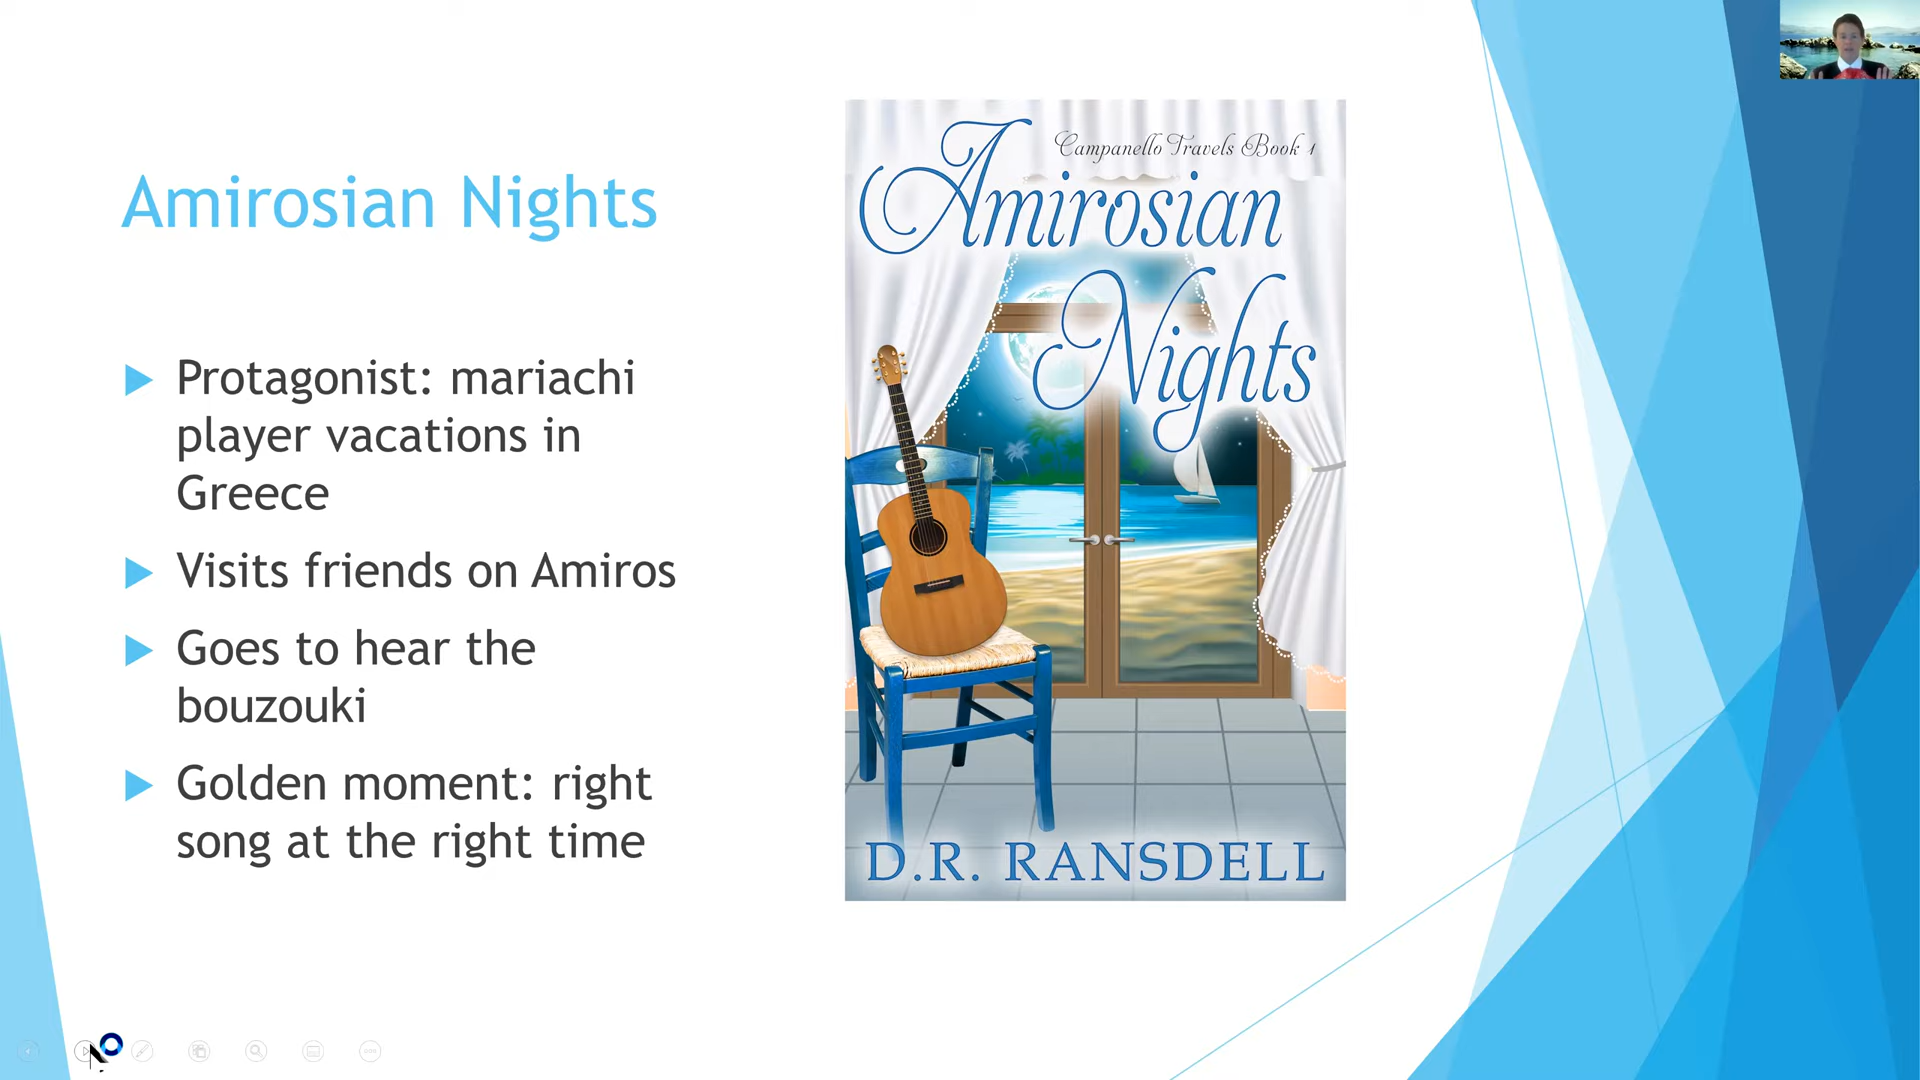 Amirosian Nights
Protagonist: mariachi
player vacations in
Greece
Visits friends on Amiros
Goes to hear the
bouzouki
Golden moment: right
song at the right time
Campanello Travels Book 1
Amirosian
Nights
D.R. RANSDELL